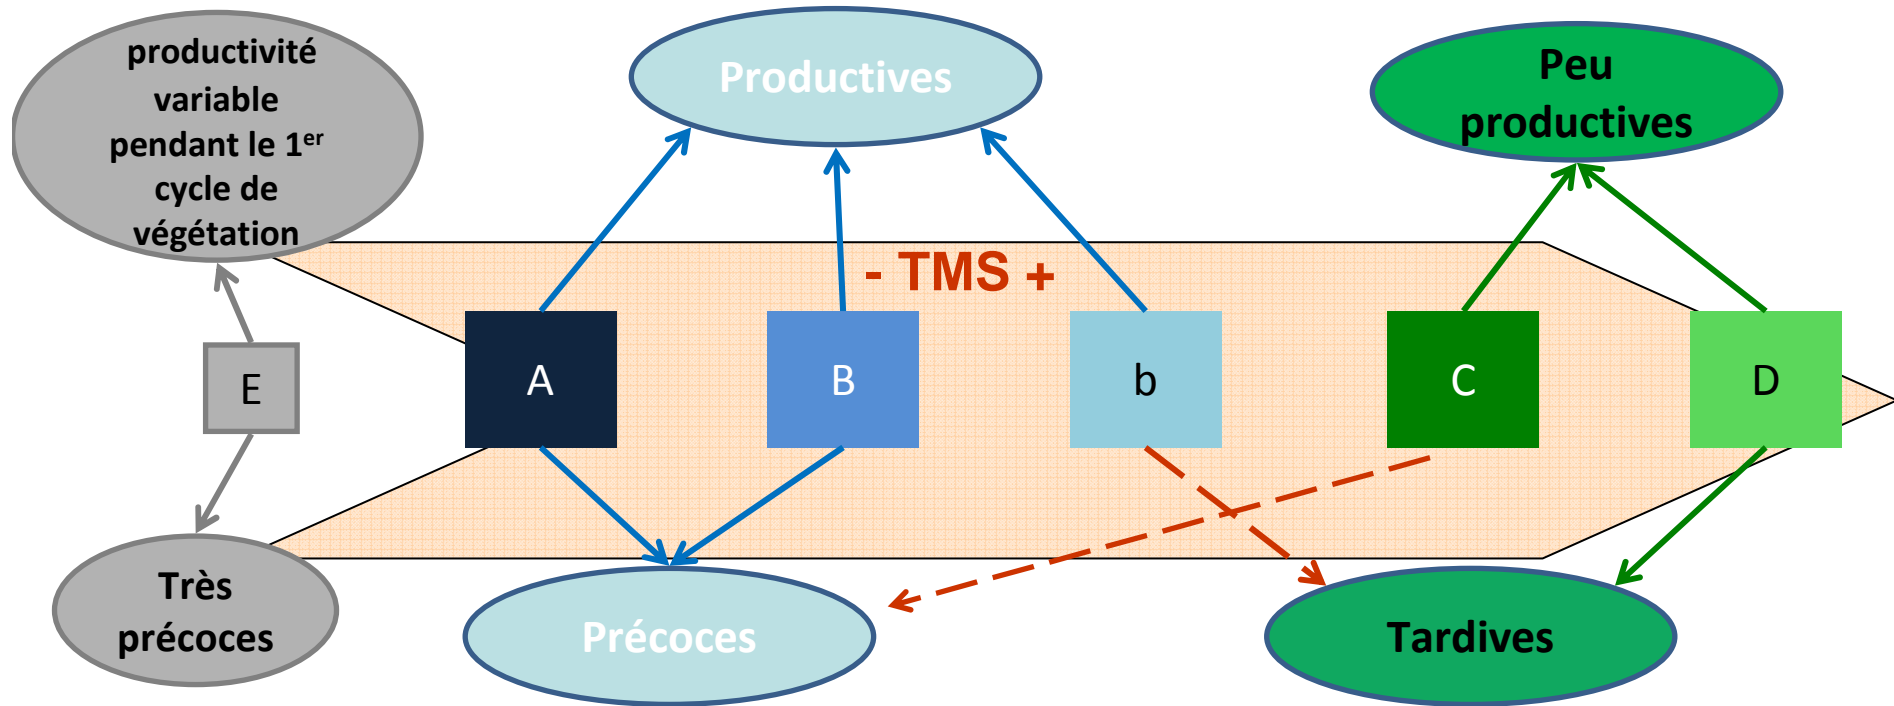 productivité
variable
pendant le 1er
cycle de
végétation
Productives
Peu
productives
- TMS +
E
A
B
b
C
D
Très
précoces
Précoces
Tardives